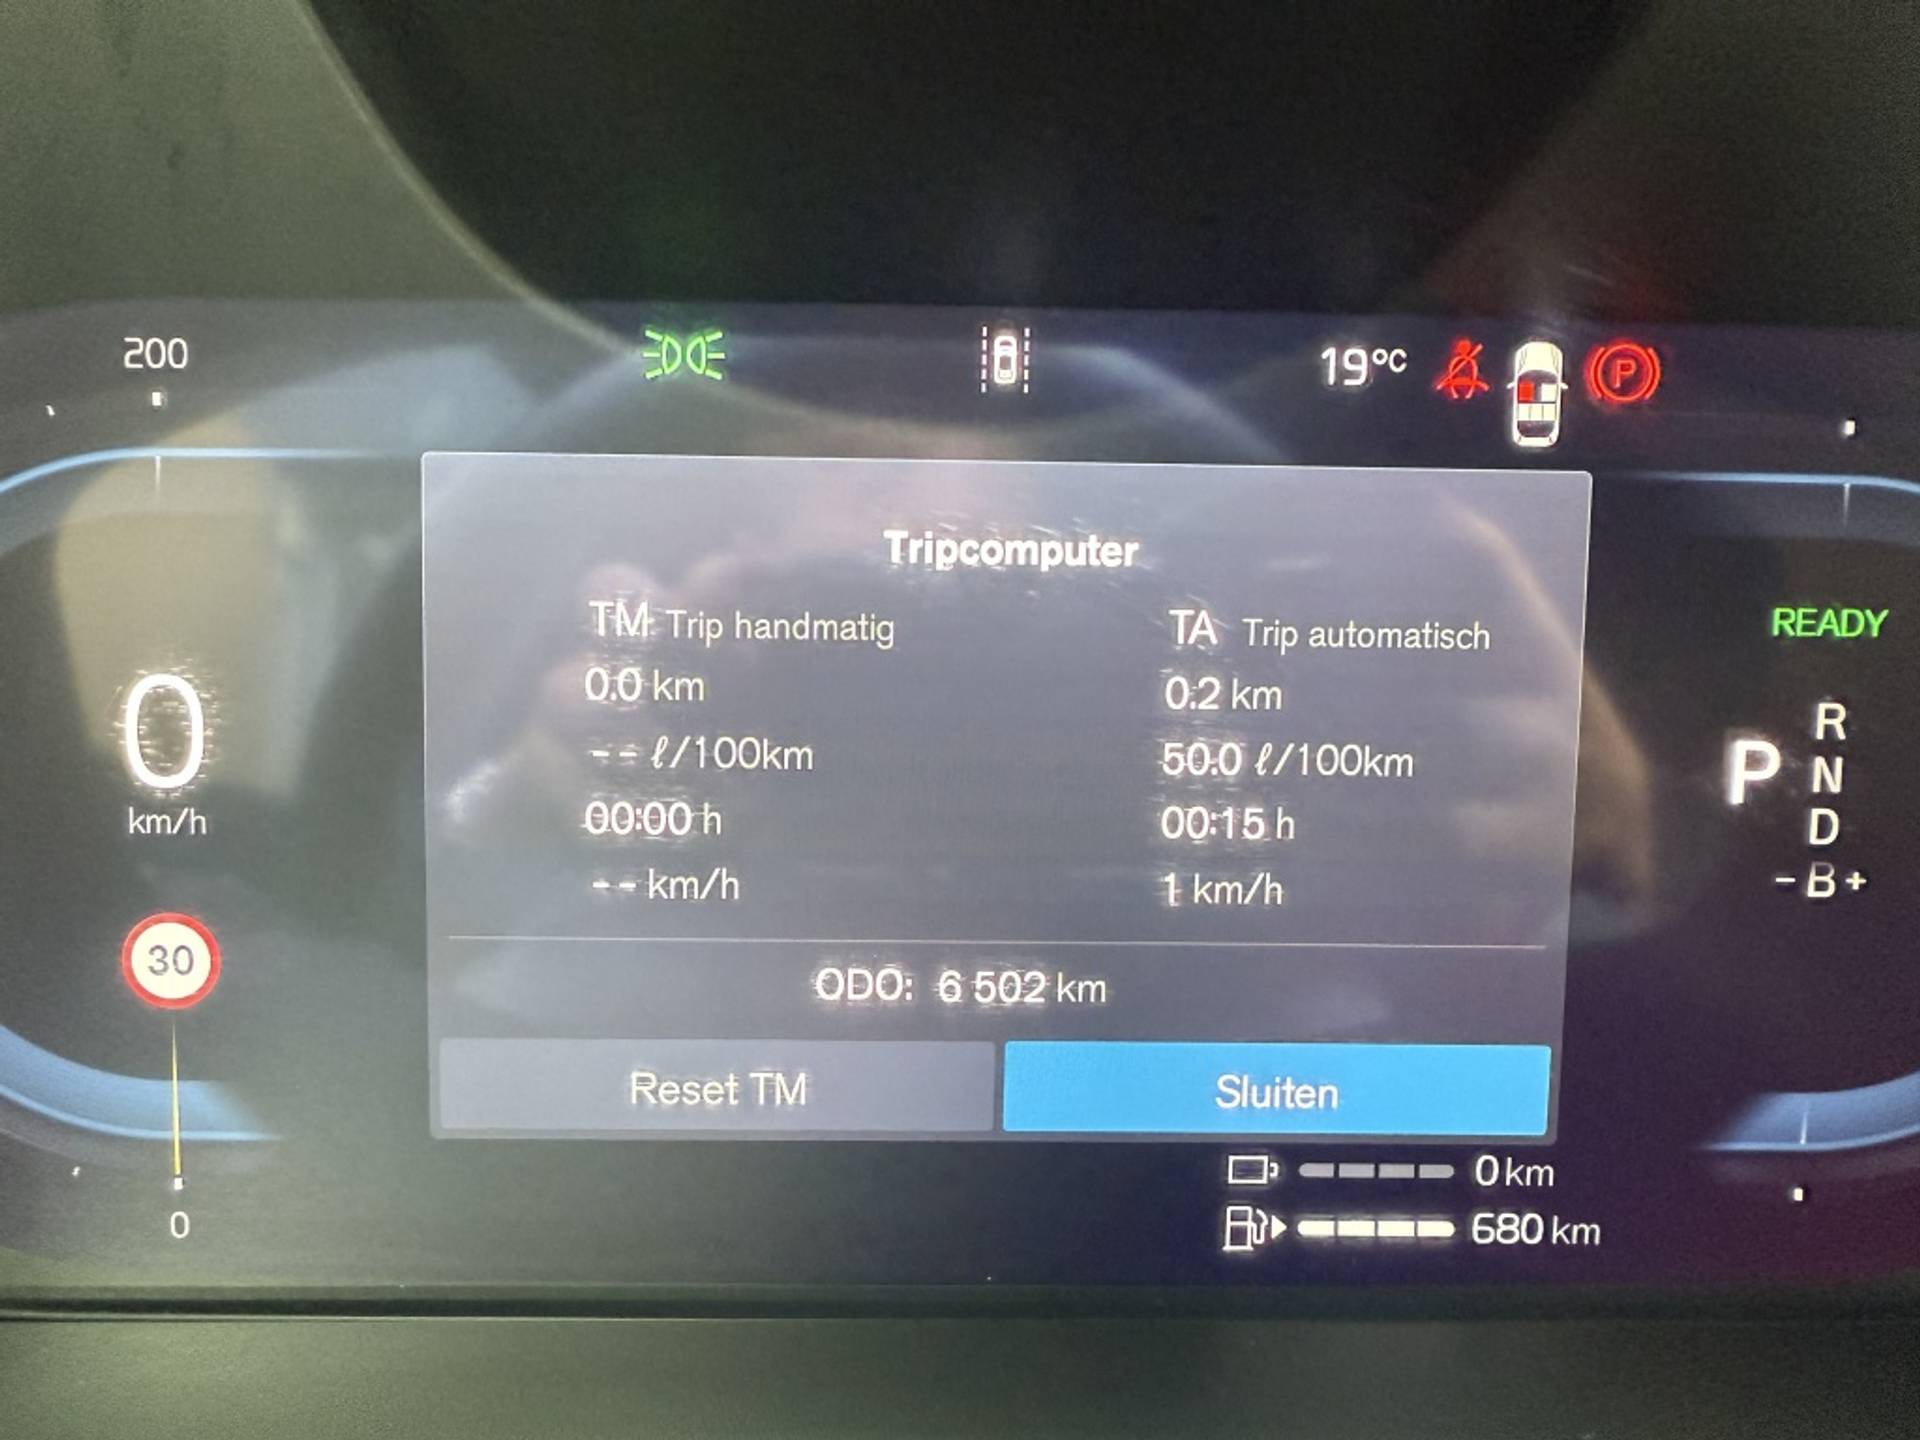 200
19°C
P
Tripcomputer
TM Trip handmatig
0.0 km
-- ℓ/100km
00:00 h
-- km/h
TA Trip automatisch
0.2 km
50.0 ℓ/100km
00:15 h
1 km/h
ODO: 6 502 km
Reset TM
Sluiten
0
km/h
30
0
READY
P
R
N
D
- B +
0 km
680 km